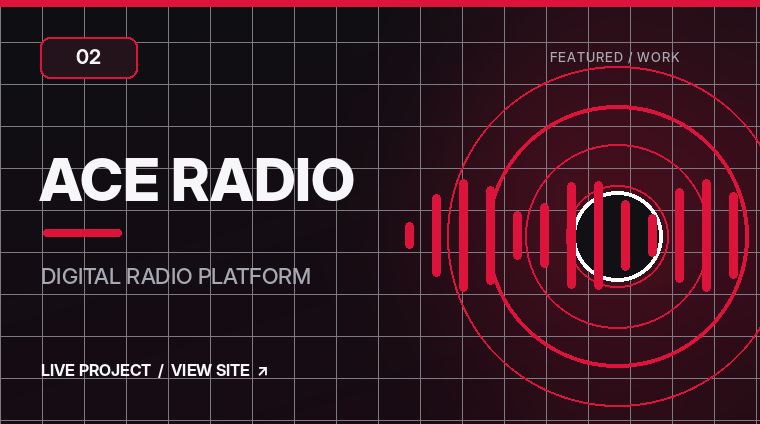 02
FEATURED / WORK
ACE RADIO
DIGITAL RADIO PLATFORM
LIVE PROJECT / VIEW SITE ↗